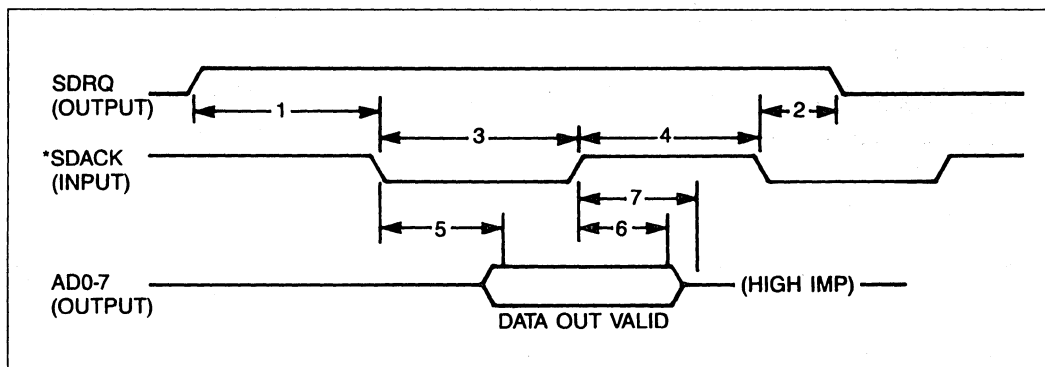 SDRQ
(OUTPUT)
1
2
3
4
*SDACK
(INPUT)
7
5
6
AD0-7
(OUTPUT)
(HIGH IMP)
DATA OUT VALID